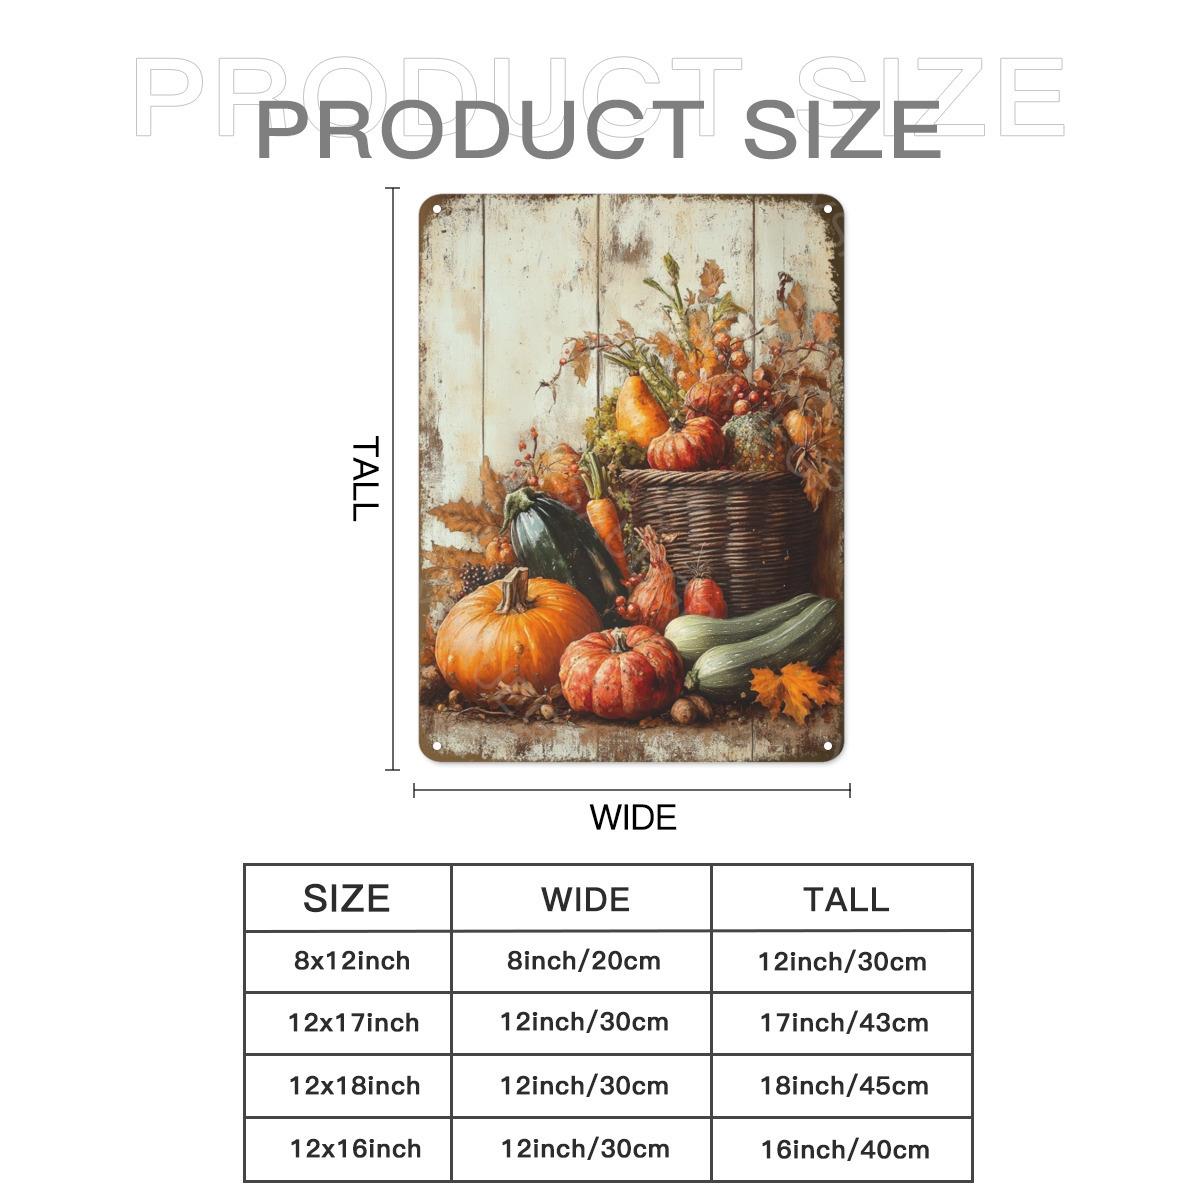 PRODUCT SIZE
PRODUCT SIZE
TALL
WIDE
SIZE WIDE TALL
8x12inch 8inch/20cm 12inch/30cm
12x17inch 12inch/30cm 17inch/43cm
12x18inch 12inch/30cm 18inch/45cm
12x16inch 12inch/30cm 16inch/40cm